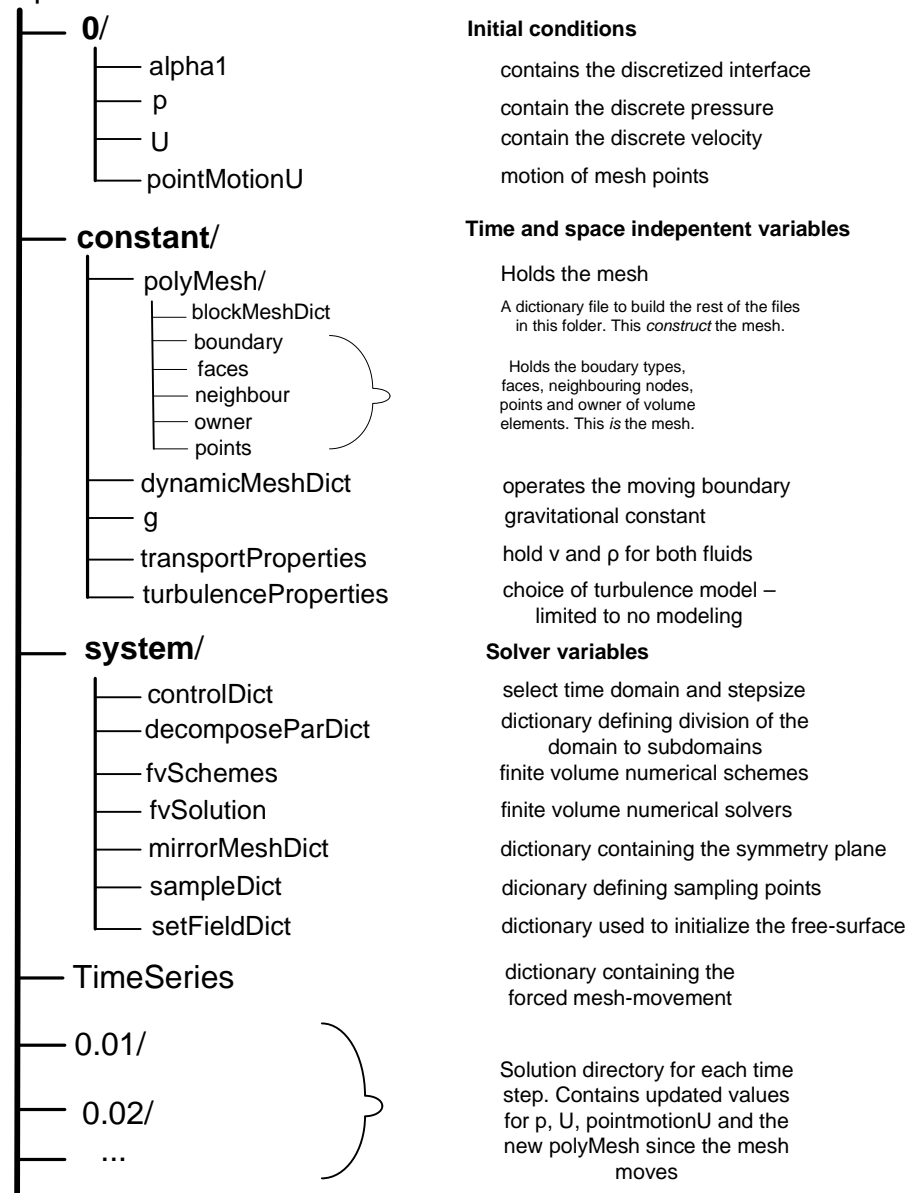 0/ Initial conditions
alpha1 contains the discretized interface
p contain the discrete pressure
U contain the discrete velocity
pointMotionU motion of mesh points
constant/ Time and space indepentent variables
polyMesh/ Holds the mesh
blockMeshDict A dictionary file to build the rest of the files
in this folder. This construct the mesh.
boundary
faces
neighbour
owner
points
Holds the boudary types,
faces, neighbouring nodes,
points and owner of volume
elements. This is the mesh.
dynamicMeshDict operates the moving boundary
g gravitational constant
transportProperties hold ν and ρ for both fluids
turbulenceProperties choice of turbulence model –
limited to no modeling
system/ Solver variables
controlDict select time domain and stepsize
decomposeParDict dictionary defining division of the
domain to subdomains
fvSchemes finite volume numerical schemes
fvSolution finite volume numerical solvers
mirrorMeshDict dictionary containing the symmetry plane
sampleDict dicionary defining sampling points
setFieldDict dictionary used to initialize the free-surface
TimeSeries dictionary containing the
forced mesh-movement
0.01/
0.02/
...
Solution directory for each time
step. Contains updated values
for p, U, pointmotionU and the
new polyMesh since the mesh
moves